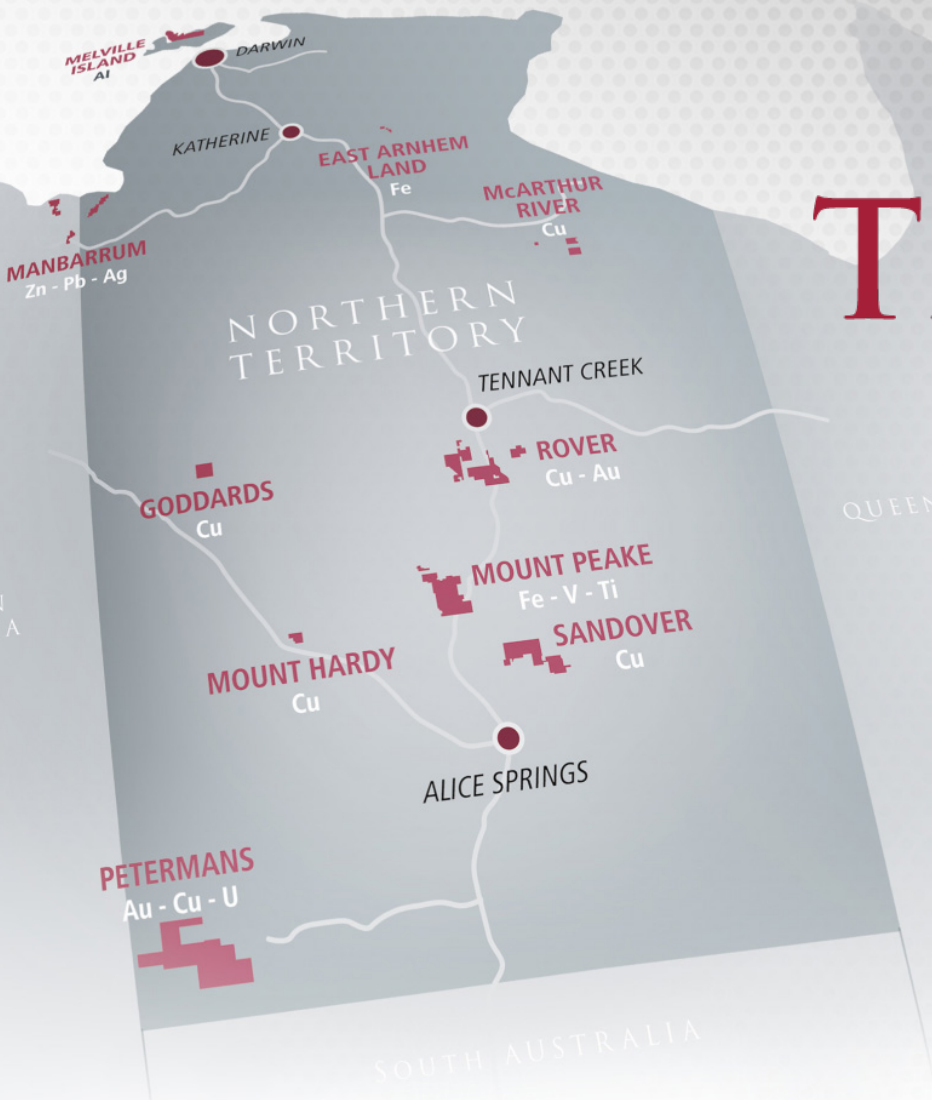 MELVILLE
ISLAND
Al
DARWIN
KATHERINE
EAST ARNHEM
LAND
Fe
McARTHUR
RIVER
Cu
MANBARRUM
Zn - Pb - Ag
NORTHERN
TERRITORY
T
TENNANT CREEK
ROVER
Cu - Au
GODDARDS
Cu
QUEEN
MOUNT PEAKE
Fe - V - Ti
N
A
SANDOVER
Cu
MOUNT HARDY
Cu
ALICE SPRINGS
PETERMANS
Au - Cu - U
SOUTH AUSTRALIA